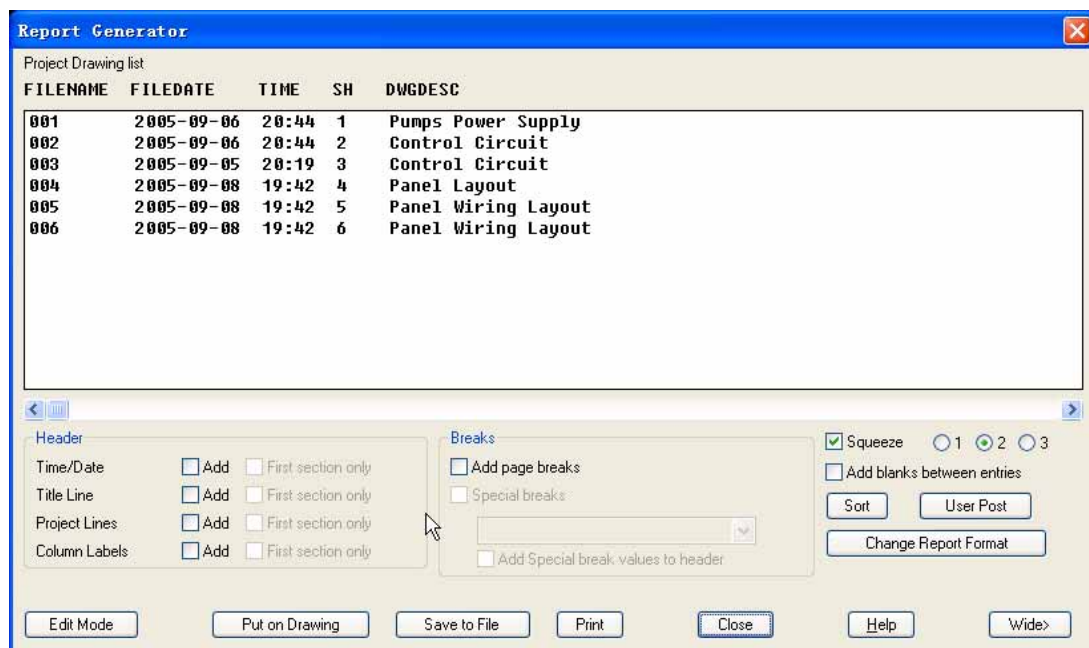 Report Generator
Project Drawing list
FILENAME FILEDATE TIME SH DWGDESC
001 2005-09-06 20:44 1 Pumps Power Supply
002 2005-09-06 20:44 2 Control Circuit
003 2005-09-05 20:19 3 Control Circuit
004 2005-09-08 19:42 4 Panel Layout
005 2005-09-08 19:42 5 Panel Wiring Layout
006 2005-09-08 19:42 6 Panel Wiring Layout
Header
Time/Date Add First section only
Title Line Add First section only
Project Lines Add First section only
Column Labels Add First section only
Breaks
Add page breaks
Special breaks
Add Special break values to header
Squeeze 1 2 3
Add blanks between entries
Sort User Post
Change Report Format
Edit Mode Put on Drawing Save to File Print Close Help Wide>